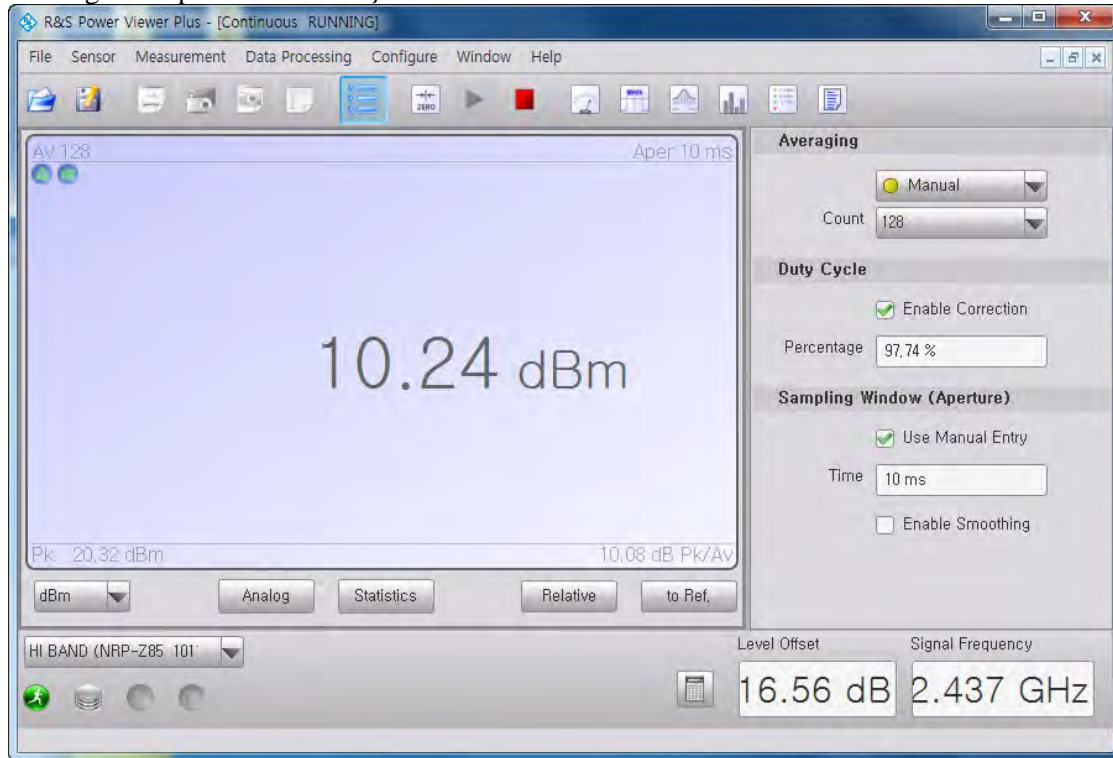 R&S Power Viewer Plus - [Continuous RUNNING]
File Sensor Measurement Data Processing Configure Window Help
ZERO
Av 128 Aper 10 ms
10.24 dBm
Pk 20,32 dBm 10,08 dB Pk/Av
dBm Analog Statistics Relative to Ref,
Averaging
Manual
Count 128
Duty Cycle
Enable Correction
Percentage 97,74 %
Sampling Window (Aperture)
Use Manual Entry
Time 10 ms
Enable Smoothing
HI BAND (NRP-Z85 101
Level Offset Signal Frequency
16.56 dB 2.437 GHz